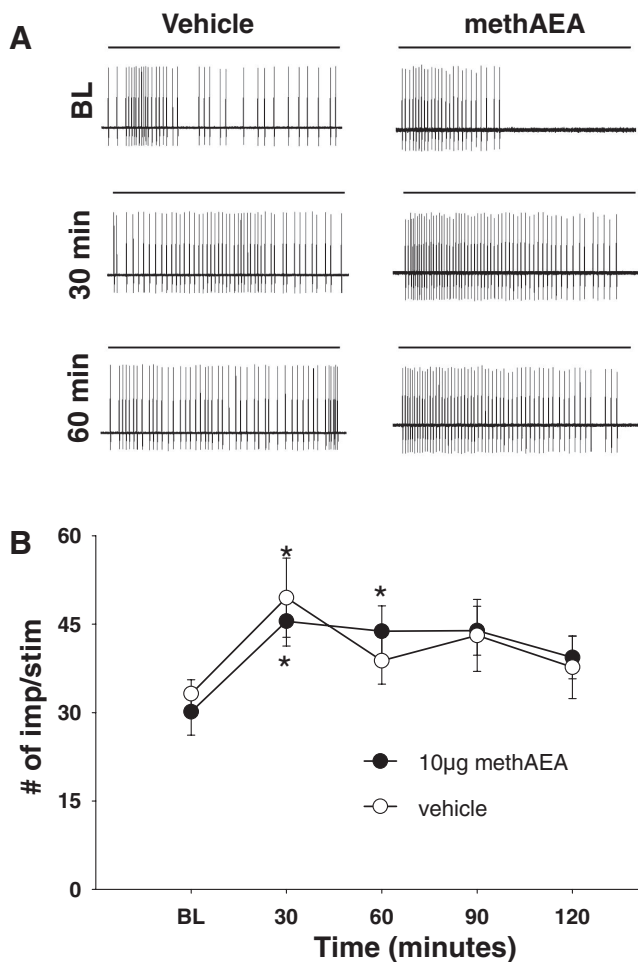 A
Vehicle
methAEA
BL
30 min
60 min
B
*
*
*
60
45
30
15
0
# of imp/stim
10µg methAEA
vehicle
BL 30 60 90 120
Time (minutes)